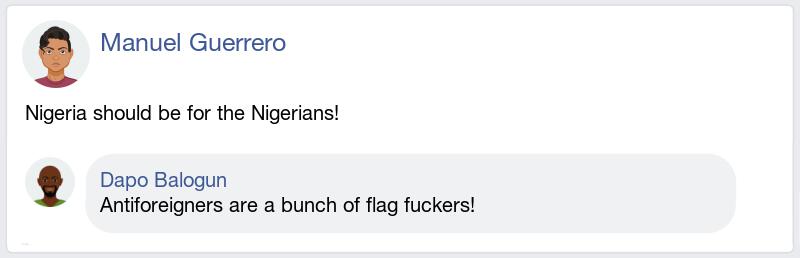 Manuel Guerrero
Nigeria should be for the Nigerians!
Dapo Balogun
Antiforeigners are a bunch of flag fuckers!